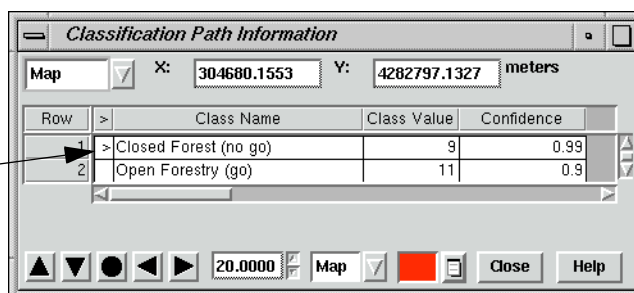 Classification Path Information
Map X: 304680.1553 Y: 4282797.1327 meters
Row > Class Name Class Value Confidence
1 > Closed Forest (no go) 9 0.99
2 Open Forestry (go) 11 0.9
20.0000 Map Close Help